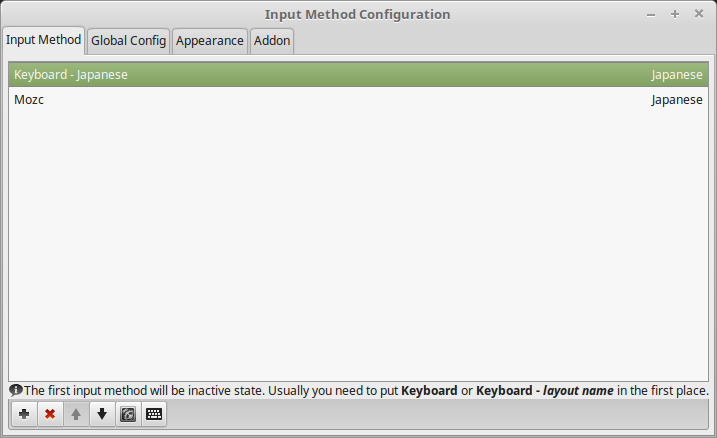 Input Method Configuration
Input Method Global Config Appearance Addon
Keyboard - Japanese Japanese
Mozc Japanese
The first input method will be inactive state. Usually you need to put Keyboard or Keyboard - layout name in the first place.